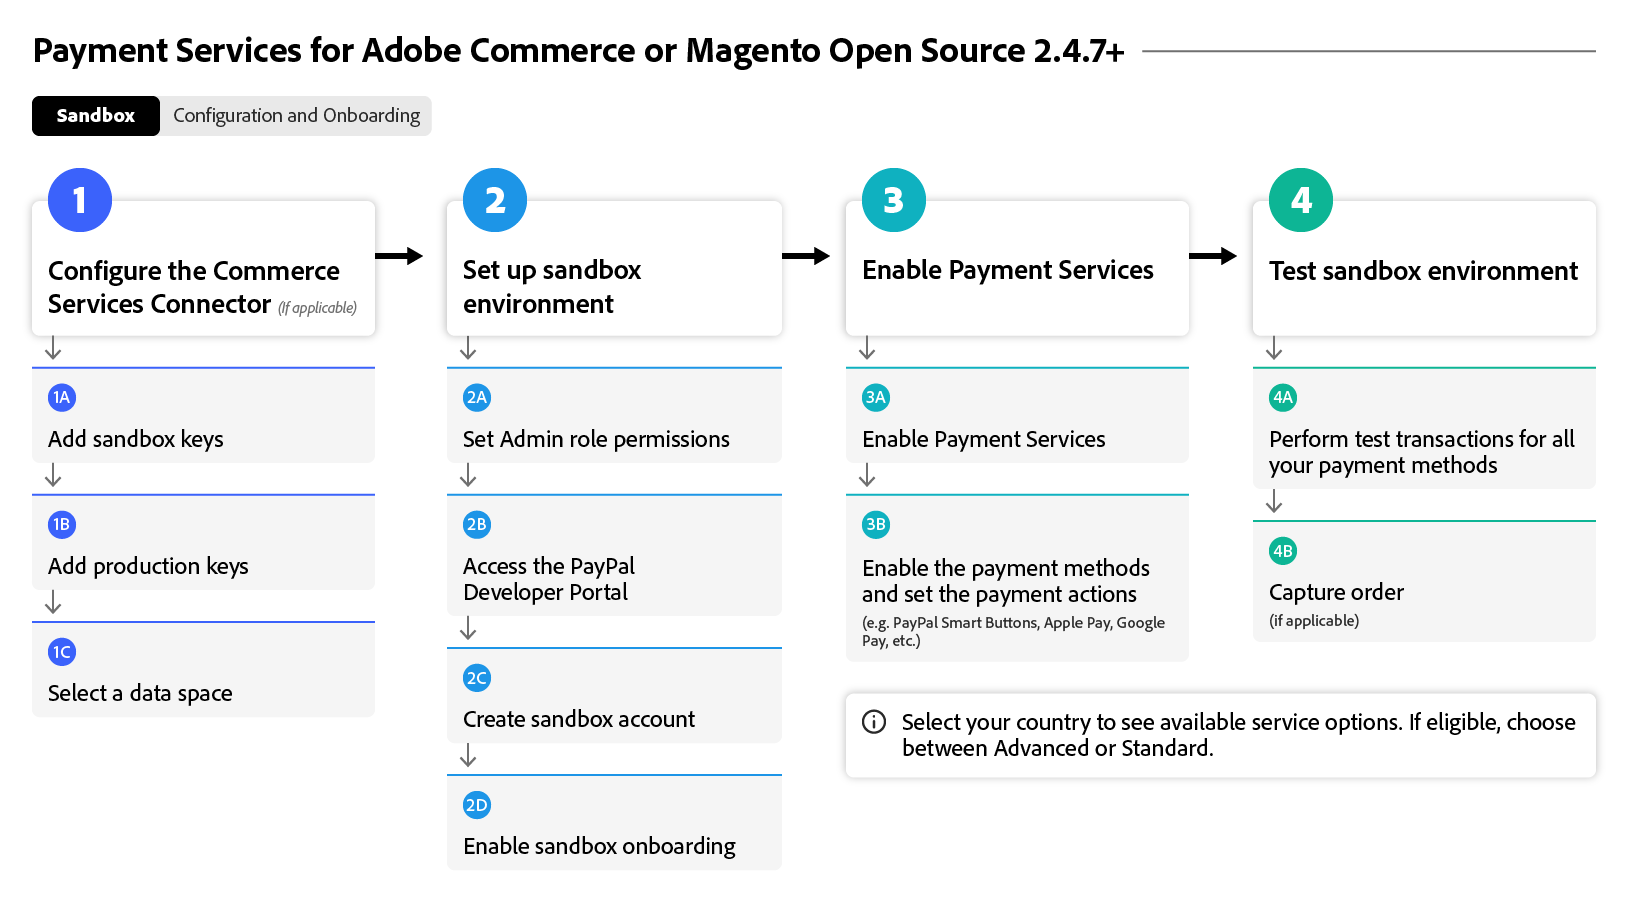 Payment Services for Adobe Commerce or Magento Open Source 2.4.7+
Sandbox
Configuration and Onboarding
1
Configure the Commerce
Services Connector (If applicable)
1A
Add sandbox keys
1B
Add production keys
1C
Select a data space
2
Set up sandbox
environment
2A
Set Admin role permissions
2B
Access the PayPal
Developer Portal
2C
Create sandbox account
2D
Enable sandbox onboarding
3
Enable Payment Services
3A
Enable Payment Services
3B
Enable the payment methods
and set the payment actions
(e.g. PayPal Smart Buttons, Apple Pay, Google
Pay, etc.)
4
Test sandbox environment
4A
Perform test transactions for all
your payment methods
4B
Capture order
(if applicable)
Select your country to see available service options. If eligible, choose
between Advanced or Standard.